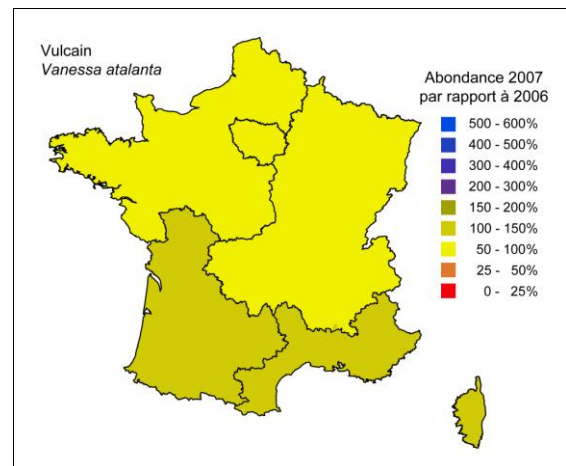 Vulcain
Vanessa atalanta
Abondance 2007
par rapport à 2006
500 - 600%
400 - 500%
300 - 400%
200 - 300%
150 - 200%
100 - 150%
50 - 100%
25 - 50%
0 - 25%